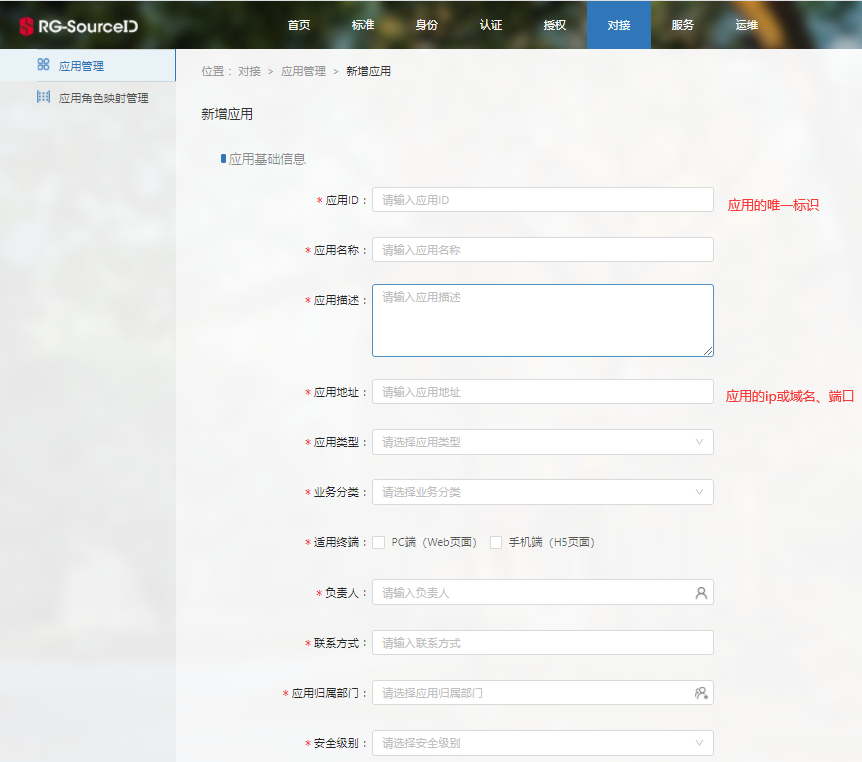 RG-SourceID 首页 标准 身份 认证 授权 对接 服务 运维
应用管理
应用角色映射管理
位置： 对接 > 应用管理 > 新增应用
新增应用
应用基础信息
* 应用ID： 请输入应用ID 应用的唯一标识
* 应用名称： 请输入应用名称
* 应用描述： 请输入应用描述
* 应用地址： 请输入应用地址 应用的ip或域名、端口
* 应用类型： 请选择应用类型
* 业务分类： 请选择业务分类
* 适用终端： PC端（Web页面） 手机端（H5页面）
* 负责人： 请输入负责人
* 联系方式： 请输入联系方式
* 应用归属部门： 请选择应用归属部门
* 安全级别： 请选择安全级别